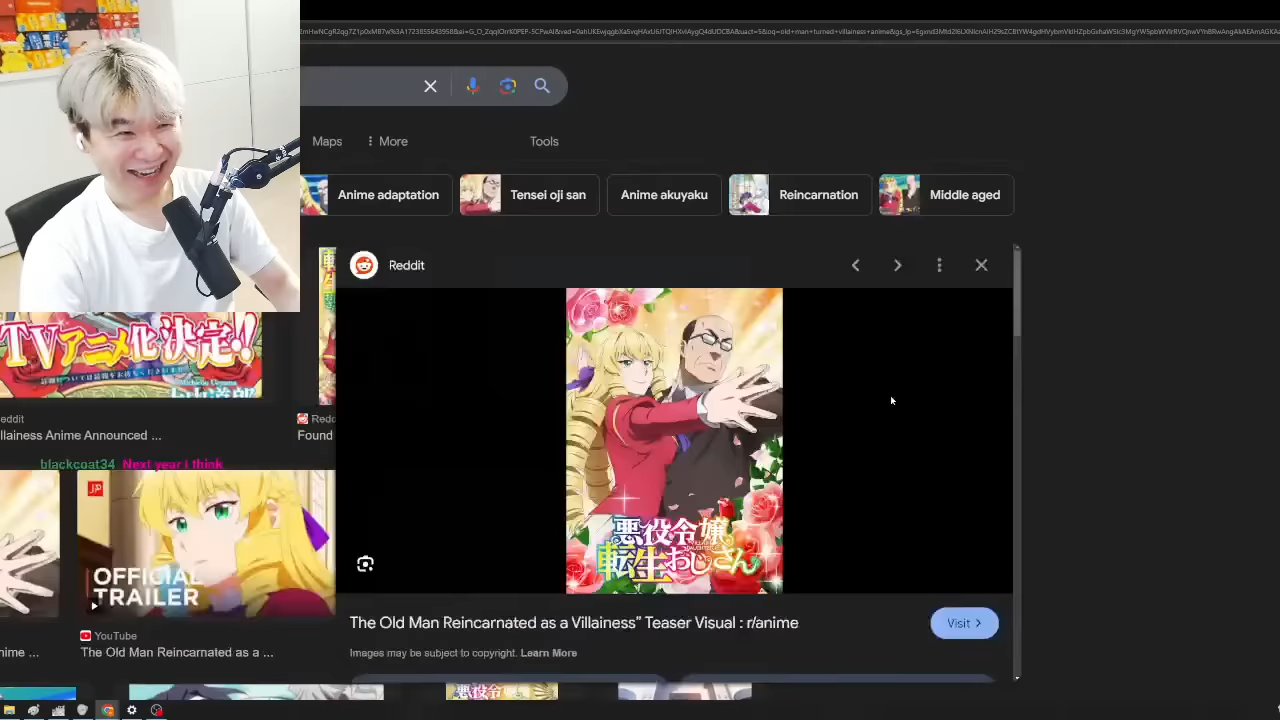 Maps
More
Tools
Anime adaptation
Tensei oji san
Anime akuyaku
Reincarnation
Middle aged
Reddit
TVアニメ化決定!!
eddit
llainess Anime Announced ...
Redd
Found
blackcoat34 Next year I think
JP
OFFICIAL
TRAILER
YouTube
nime ...
The Old Man Reincarnated as a ...
悪役令嬢
転生おじさん
The Old Man Reincarnated as a Villainess" Teaser Visual : r/anime
Visit
Images may be subject to copyright. Learn More